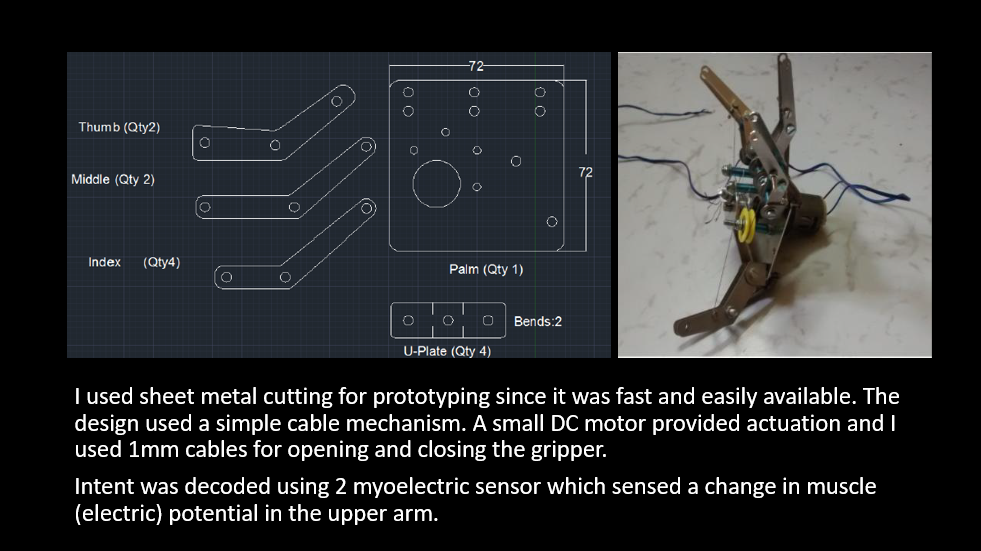 72
Thumb (Qty2)
Middle (Qty 2)
72
Index (Qty4)
Palm (Qty 1)
Bends:2
U-Plate (Qty 4)
I used sheet metal cutting for prototyping since it was fast and easily available. The
design used a simple cable mechanism. A small DC motor provided actuation and I
used 1mm cables for opening and closing the gripper.
Intent was decoded using 2 myoelectric sensor which sensed a change in muscle
(electric) potential in the upper arm.